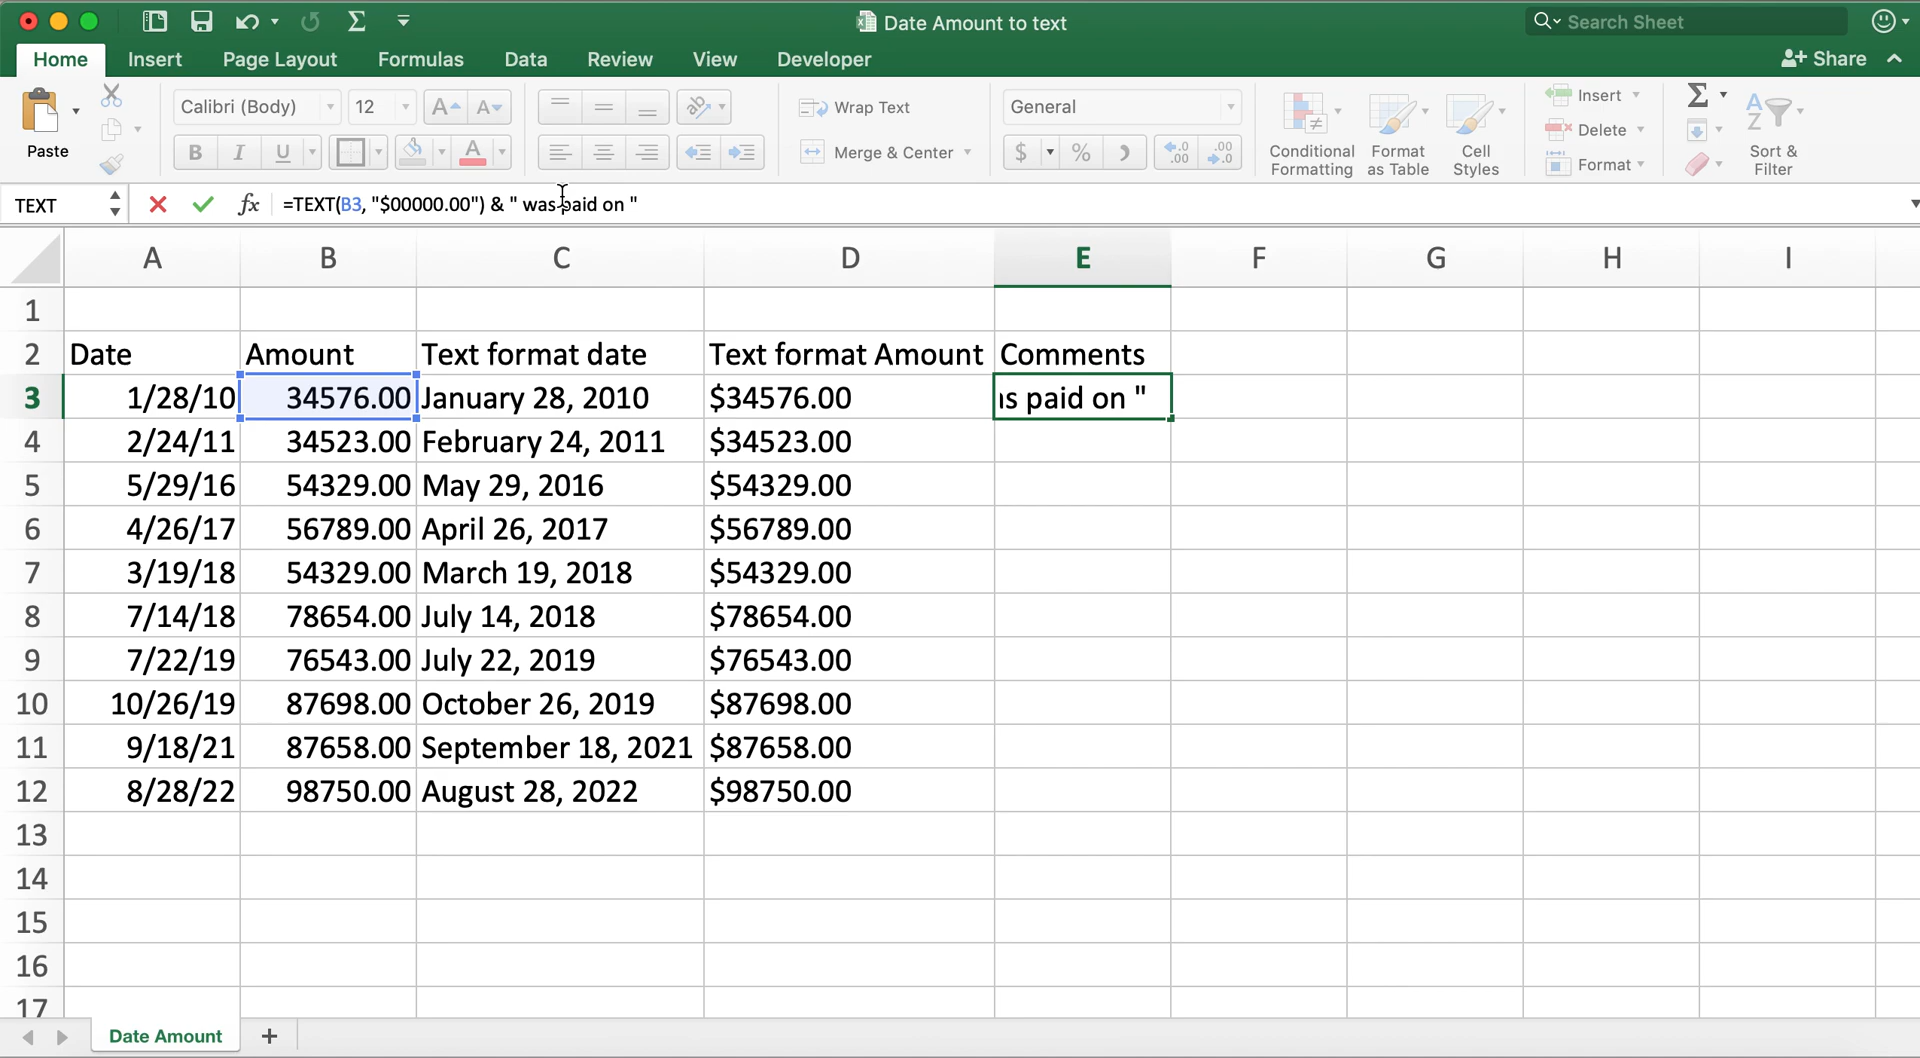 Date Amount to text
Search Sheet
Home Insert Page Layout Formulas Data Review View Developer
Share
Paste
Calibri (Body) 12
A A
B I U A
Wrap Text
Merge & Center
General
$ % )
.0 .00
.00 .0
Conditional Formatting
Format as Table
Cell Styles
Insert
Delete
Format
A Z
Sort & Filter
TEXT fx =TEXT(B3, "$00000.00") & " was paid on "
A B C D E F G H I
1
2 Date Amount Text format date Text format Amount Comments
3 1/28/10 34576.00 January 28, 2010 $34576.00 as paid on "
4 2/24/11 34523.00 February 24, 2011 $34523.00
5 5/29/16 54329.00 May 29, 2016 $54329.00
6 4/26/17 56789.00 April 26, 2017 $56789.00
7 3/19/18 54329.00 March 19, 2018 $54329.00
8 7/14/18 78654.00 July 14, 2018 $78654.00
9 7/22/19 76543.00 July 22, 2019 $76543.00
10 10/26/19 87698.00 October 26, 2019 $87698.00
11 9/18/21 87658.00 September 18, 2021 $87658.00
12 8/28/22 98750.00 August 28, 2022 $98750.00
13
14
15
16
17
Date Amount +